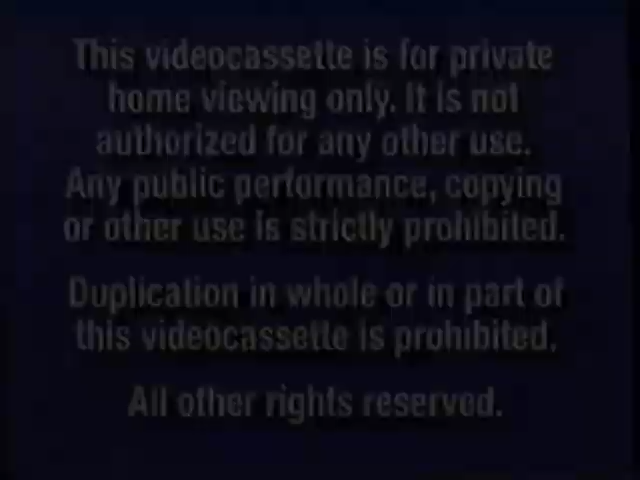 This videocassette is for private
home viewing only. It is not
authorized for any other use.
Any public performance, copying
or other use is strictly prohibited.
Duplication in whole or in part of
this videocassette is prohibited.
All other rights reserved.